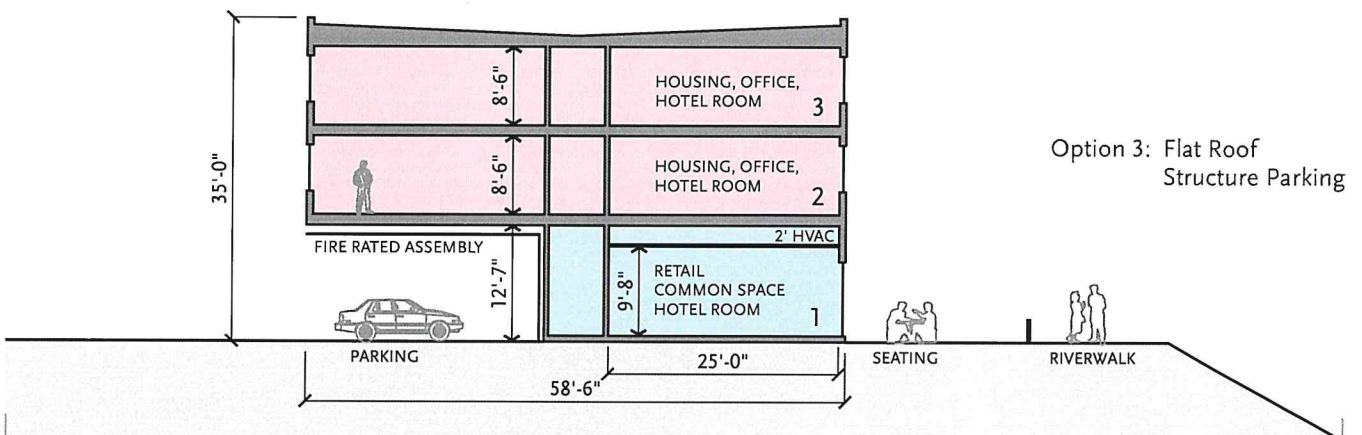 HOUSING, OFFICE,
HOTEL ROOM
3
8'-6"
Option 3: Flat Roof
Structure Parking
35'-0"
HOUSING, OFFICE,
HOTEL ROOM
2
8'-6"
FIRE RATED ASSEMBLY
2' HVAC
12'-7"
9'-8"
RETAIL
COMMON SPACE
HOTEL ROOM
1
PARKING
SEATING
RIVERWALK
25'-0"
58'-6"